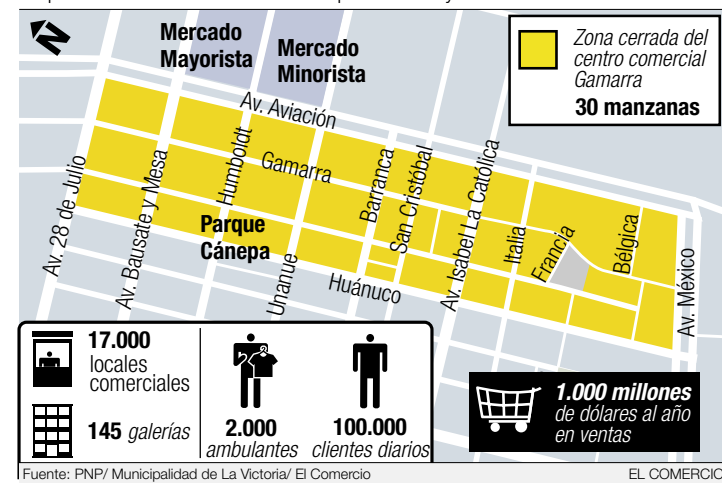 N
Mercado
Mayorista
Mercado
Minorista
Zona cerrada del
centro comercial
Gamarra
30 manzanas
Av. Aviación
Gamarra
Av. 28 de Julio
Av. Bausate y Mesa
Humboldt
Parque
Cánepa
Unanue
Huánuco
Barranca
San Cristóbal
Av. Isabel La Católica
Italia
Francia
Bélgica
Av. México
17.000
locales
comerciales
145 galerías
2.000
ambulantes
100.000
clientes diarios
1.000 millones
de dólares al año
en ventas
Fuente: PNP/ Municipalidad de La Victoria/ El Comercio
EL COMERCIO